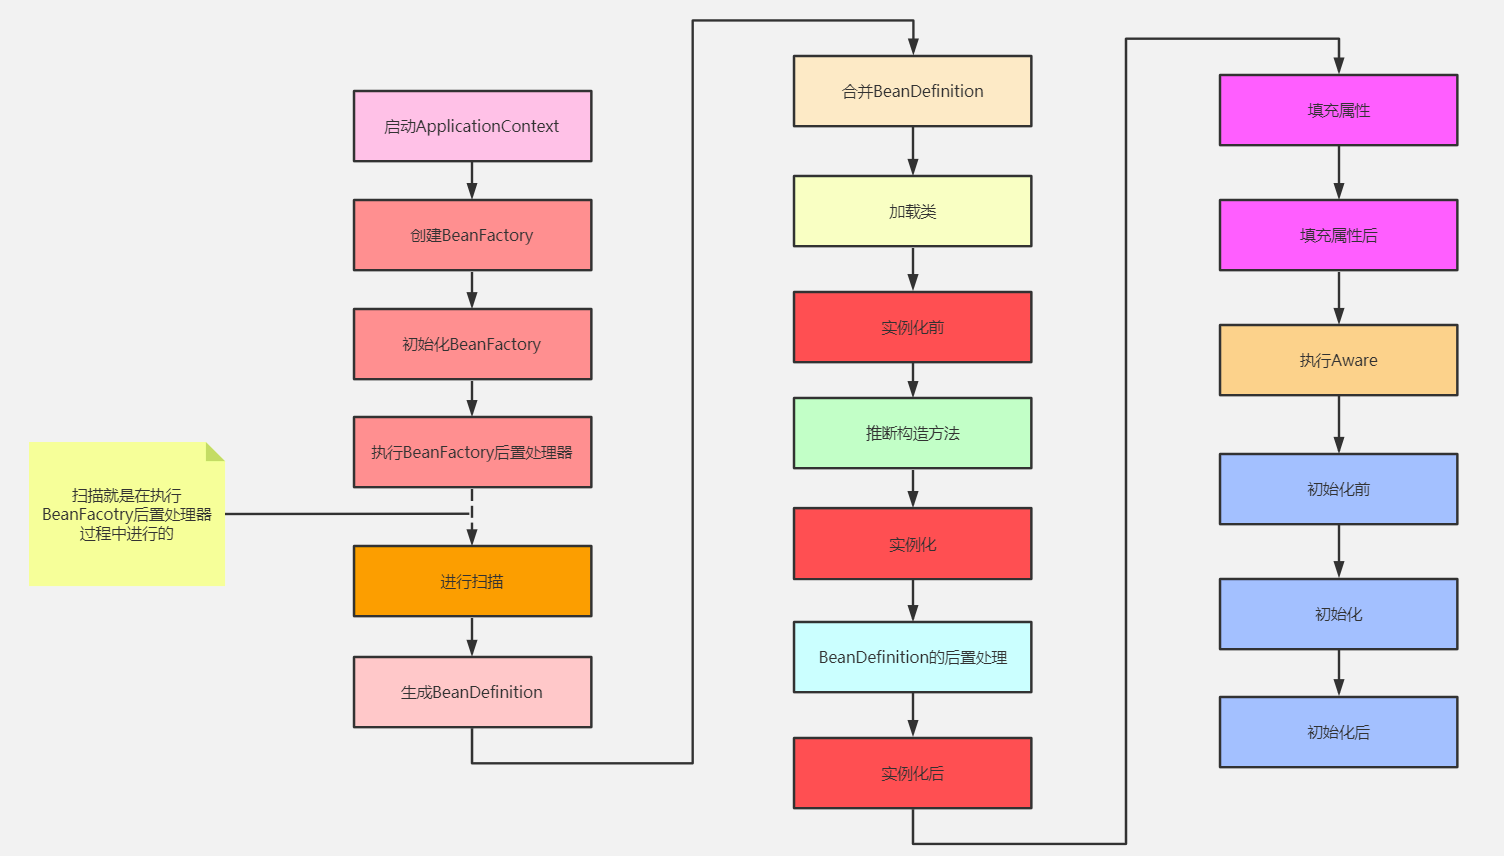 启动ApplicationContext
创建BeanFactory
初始化BeanFactory
执行BeanFactory后置处理器
扫描就是在执行
BeanFacotry后置处理器
过程中进行的
进行扫描
生成BeanDefinition
合并BeanDefinition
加载类
实例化前
推断构造方法
实例化
BeanDefinition的后置处理
实例化后
填充属性
填充属性后
执行Aware
初始化前
初始化
初始化后